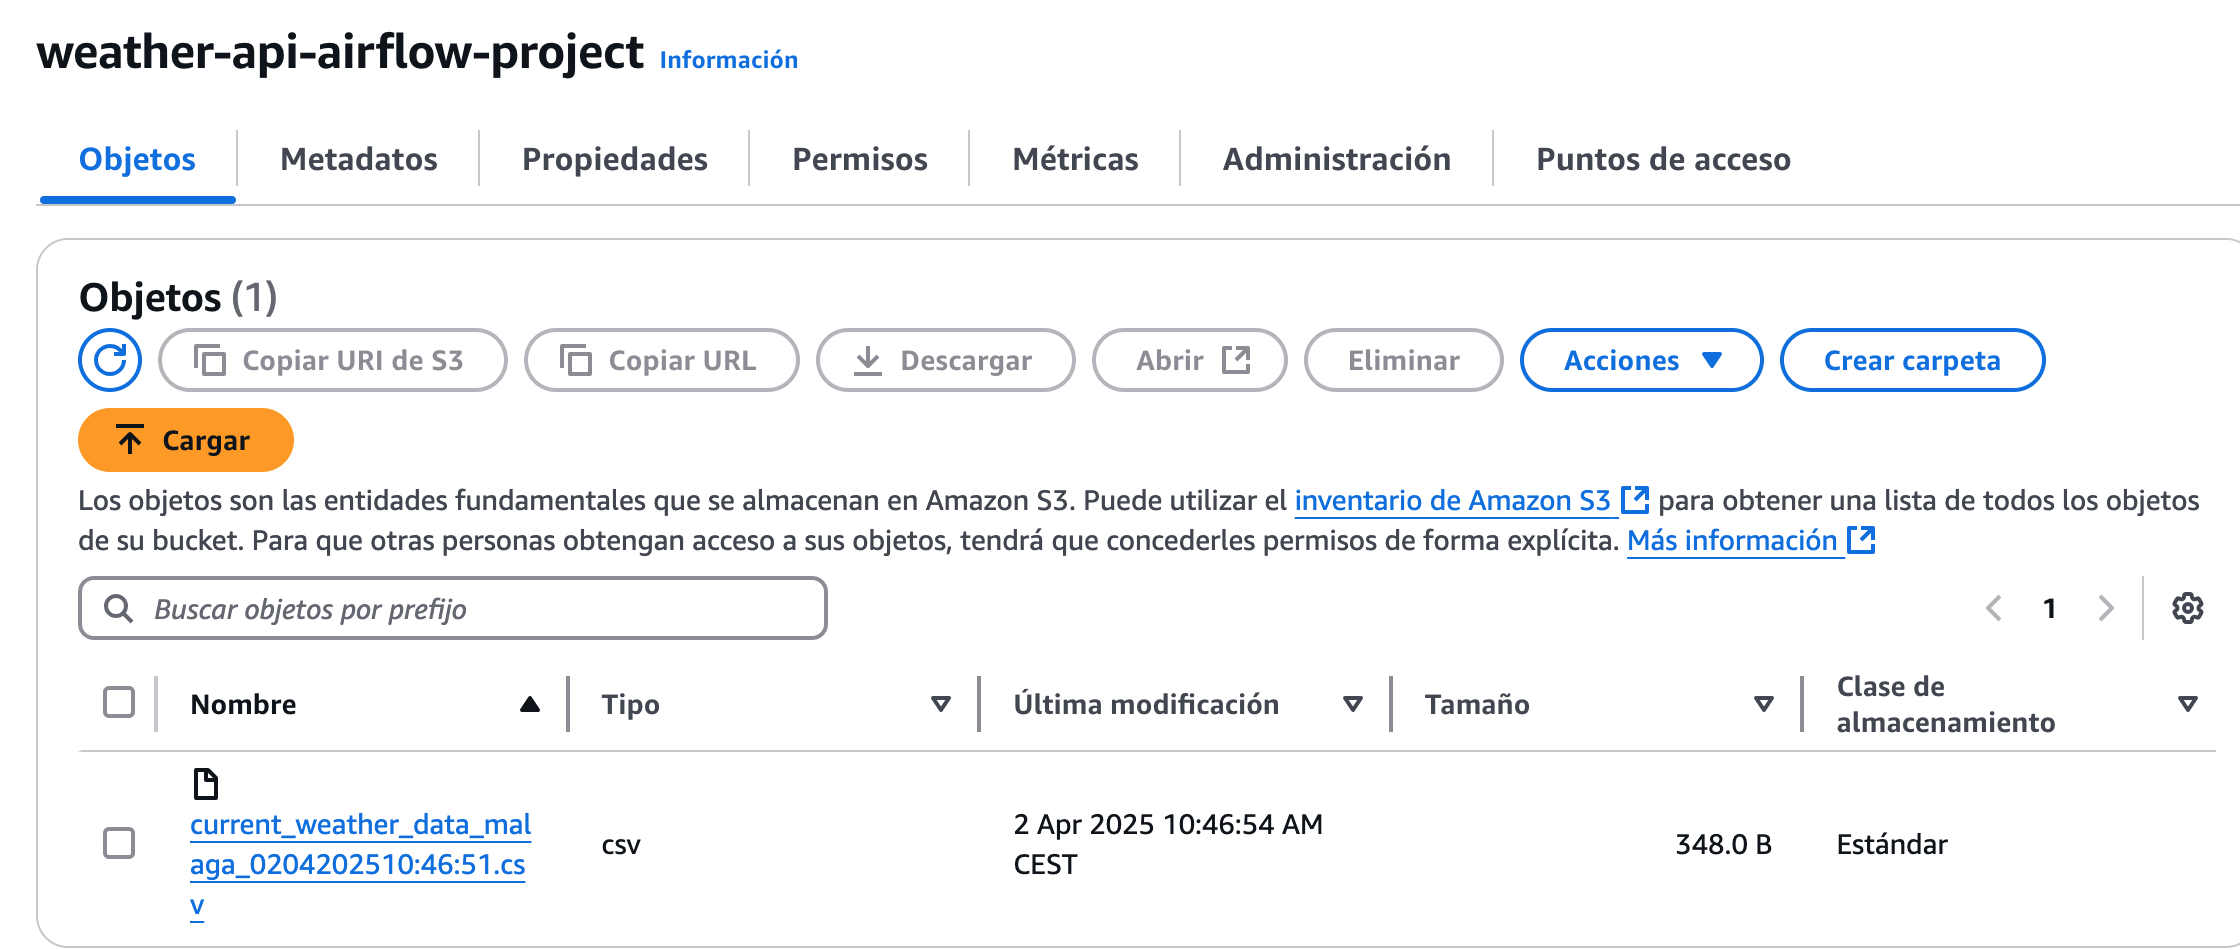 weather-api-airflow-project Información
Objetos Metadatos Propiedades Permisos Métricas Administración Puntos de acceso
Objetos (1)
Copiar URI de S3 Copiar URL Descargar Abrir Eliminar Acciones Crear carpeta
Cargar
Los objetos son las entidades fundamentales que se almacenan en Amazon S3. Puede utilizar el inventario de Amazon S3 para obtener una lista de todos los objetos
de su bucket. Para que otras personas obtengan acceso a sus objetos, tendrá que concederles permisos de forma explícita. Más información
Buscar objetos por prefijo
1
Nombre Tipo Última modificación Tamaño Clase de
almacenamiento
current_weather_data_mal
aga_0204202510:46:51.cs
v
csv
2 Apr 2025 10:46:54 AM
CEST
348.0 B
Estándar